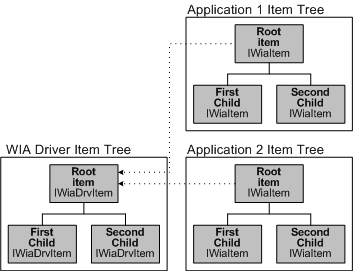 Application 1 Item Tree
Root
item
IWiaItem
First
Child
IWiaItem
Second
Child
IWiaItem
WIA Driver Item Tree
Root
item
IWiaDrvItem
First
Child
IWiaDrvItem
Second
Child
IWiaDrvItem
Application 2 Item Tree
Root
item
IWiaItem
First
Child
IWiaItem
Second
Child
IWiaItem